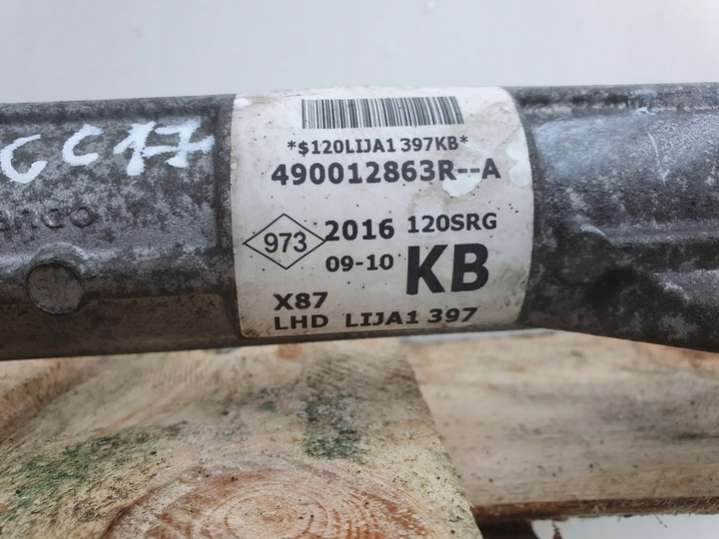 CC17
*$120LIJA1 397KB*
490012863R--A
973
2016 120SRG
09-10 KB
X87
LHD LIJA1 397